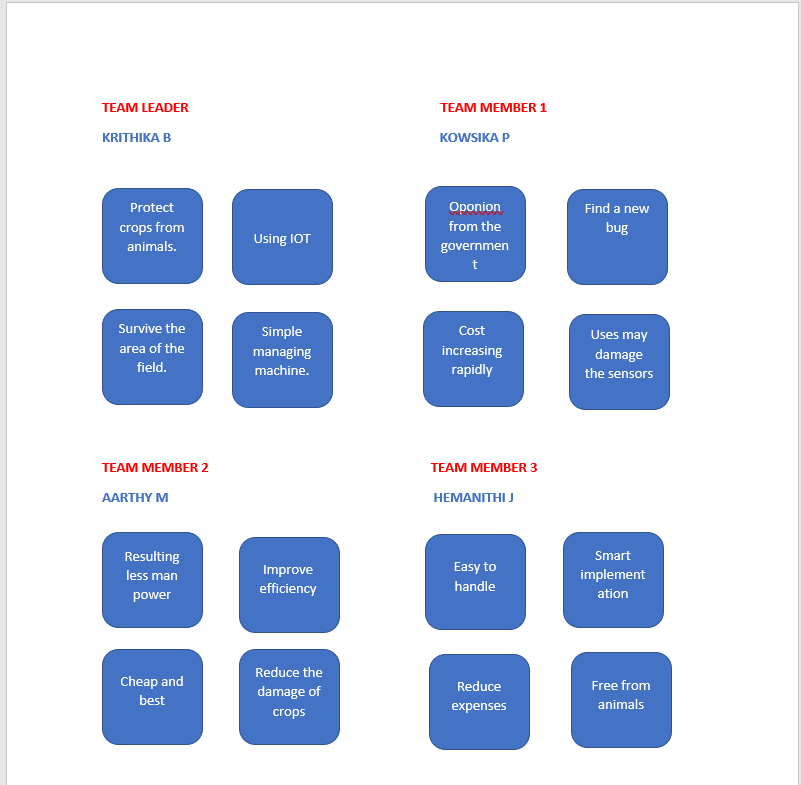 TEAM LEADER
KRITHIKA B
Protect
crops from
animals.
Using IOT
Survive the
area of the
field.
Simple
managing
machine.
TEAM MEMBER 1
KOWSIKA P
Oponion
from the
governmen
t
Find a new
bug
Cost
increasing
rapidly
Uses may
damage
the sensors
TEAM MEMBER 2
AARTHY M
Resulting
less man
power
Improve
efficiency
Cheap and
best
Reduce the
damage of
crops
TEAM MEMBER 3
HEMANITHI J
Easy to
handle
Smart
implement
ation
Reduce
expenses
Free from
animals